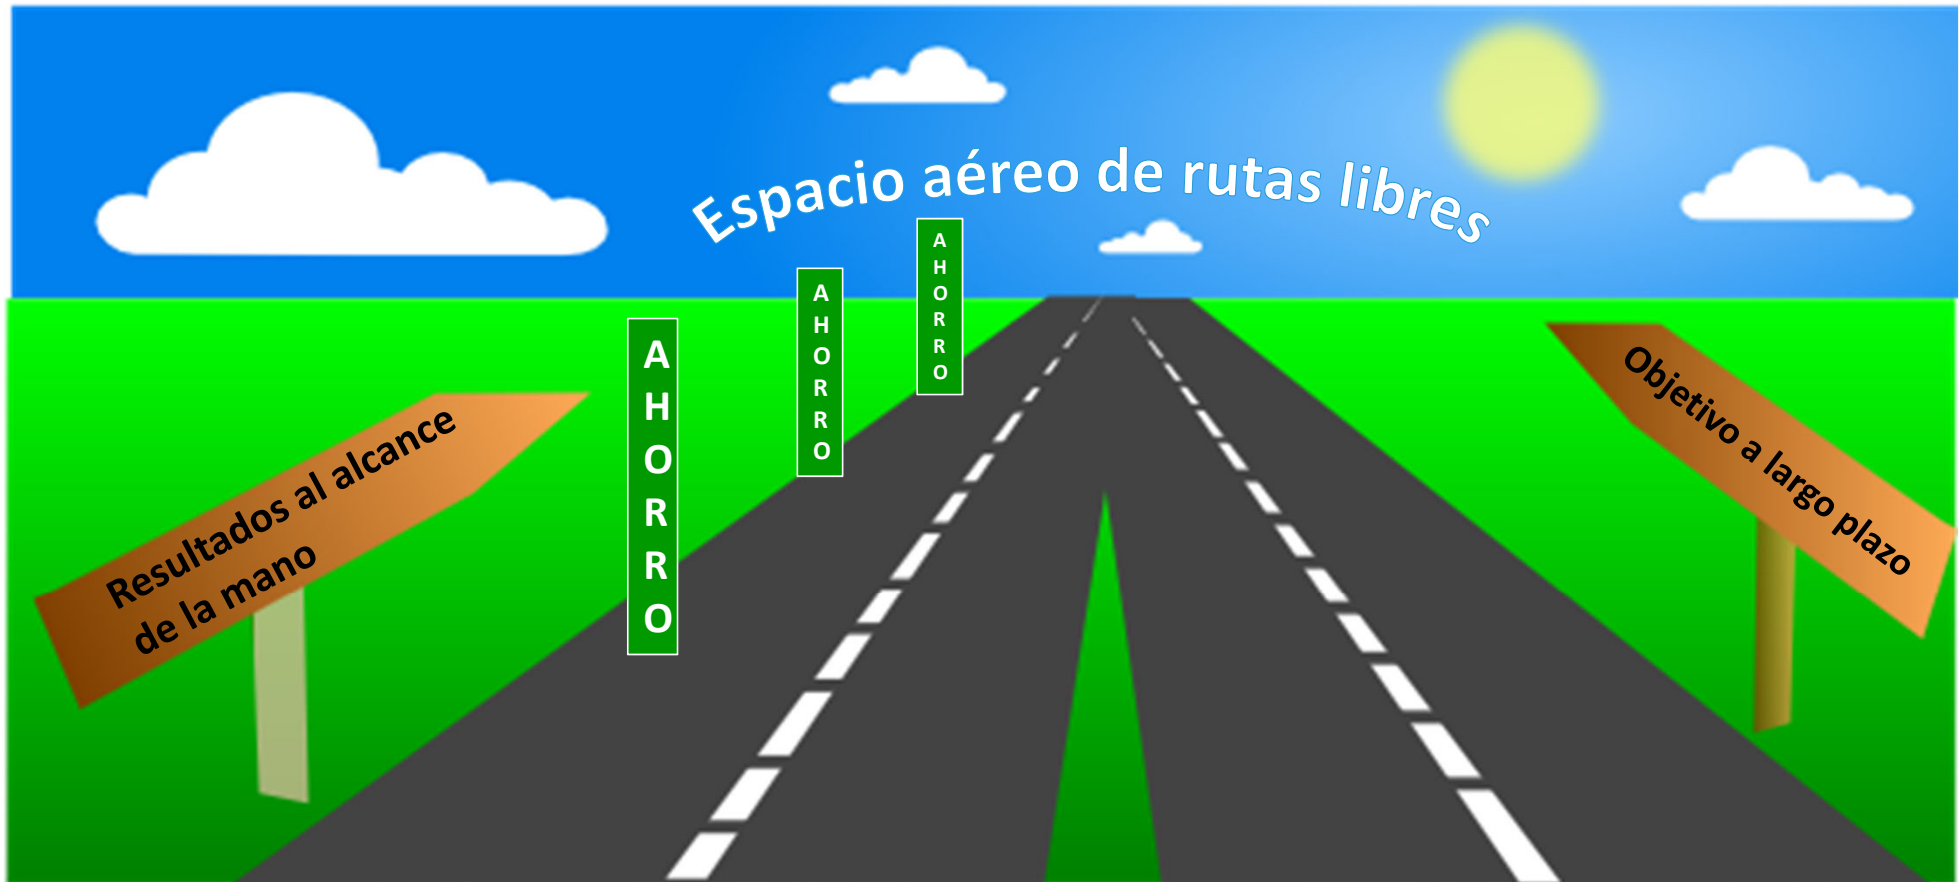 Espacio aéreo de rutas libres
AHORRO
AHORRO
AHORRO
Resultados al alcance
de la mano
Objetivo a largo plazo